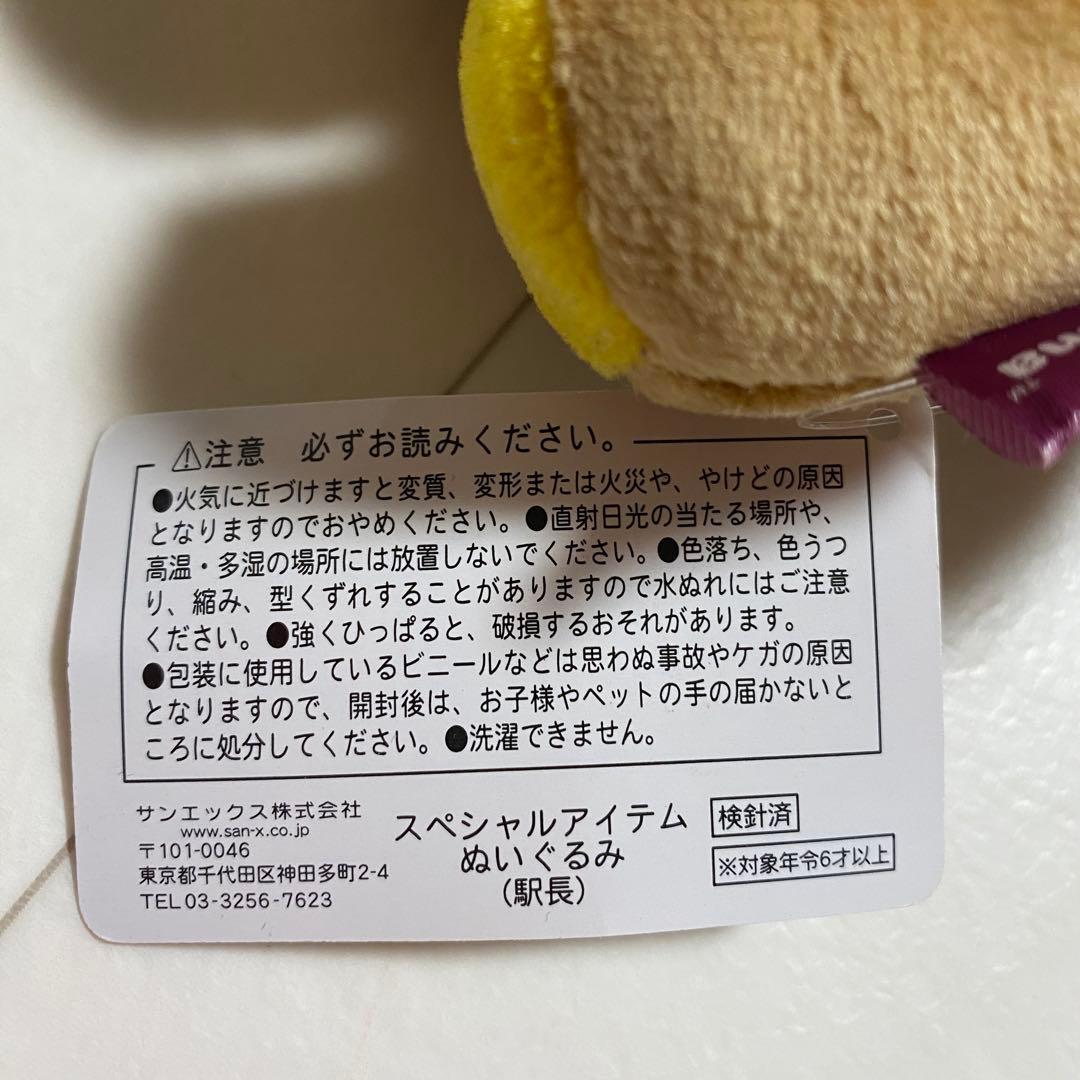 ⚠注意 必ずお読みください。
●火気に近づけますと変質、変形または火災や、やけどの原因
となりますのでおやめください。●直射日光の当たる場所や、
高温・多湿の場所には放置しないでください。●色落ち、色うつ
り、縮み、型くずれすることがありますので水ぬれにはご注意
ください。●強くひっぱると、破損するおそれがあります。
●包装に使用しているビニールなどは思わぬ事故やケガの原因
となりますので、開封後は、お子様やペットの手の届かないと
ころに処分してください。●洗濯できません。
サンエックス株式会社
www.san-x.co.jp
〒101-0046
東京都千代田区神田多町2-4
TEL 03-3256-7623
スペシャルアイテム
ぬいぐるみ
(駅長)
検針済
※対象年令6才以上